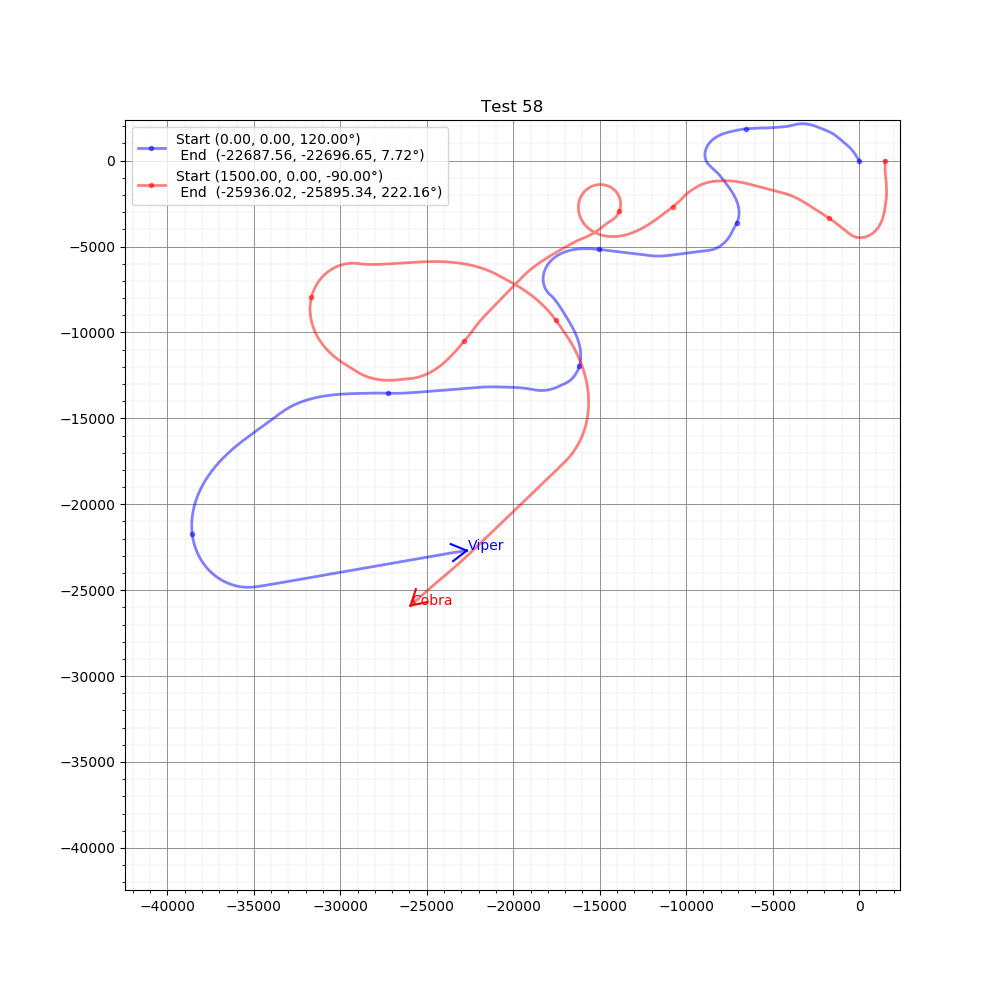 Test 58
Start (0.00, 0.00, 120.00°)
End  (-22687.56, -22696.65, 7.72°)
Start (1500.00, 0.00, -90.00°)
End  (-25936.02, -25895.34, 222.16°)
0
−5000
−10000
−15000
−20000
−25000
−30000
−35000
−40000
Viper
Cobra
−40000 −35000 −30000 −25000 −20000 −15000 −10000 −5000 0